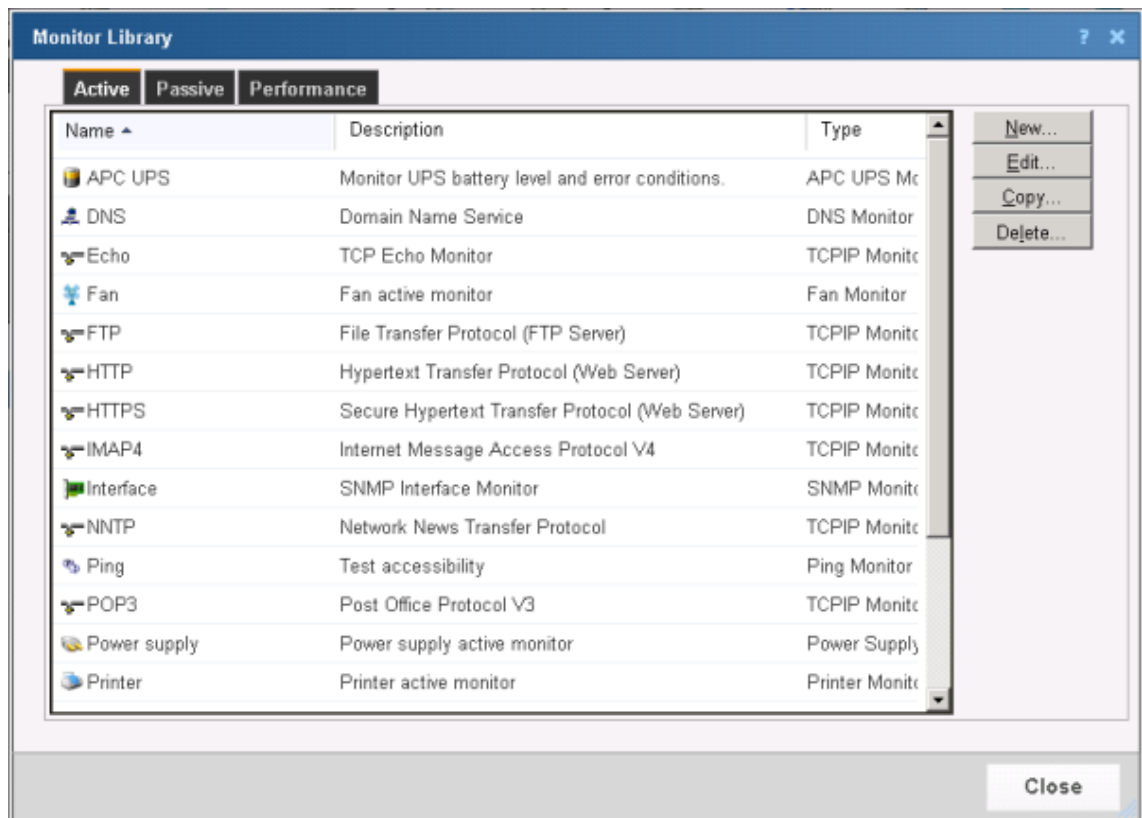 Monitor Library ?
Active Passive Performance
Name Description Type
New...
Edit...
Copy...
Delete...
APC UPS Monitor UPS battery level and error conditions. APC UPS Mc
DNS Domain Name Service DNS Monitor
Echo TCP Echo Monitor TCPIP Monitc
Fan Fan active monitor Fan Monitor
FTP File Transfer Protocol (FTP Server) TCPIP Monitc
HTTP Hypertext Transfer Protocol (Web Server) TCPIP Monitc
HTTPS Secure Hypertext Transfer Protocol (Web Server) TCPIP Monitc
IMAP4 Internet Message Access Protocol V4 TCPIP Monitc
Interface SNMP Interface Monitor SNMP Monitc
NNTP Network News Transfer Protocol TCPIP Monitc
Ping Test accessibility Ping Monitor
POP3 Post Office Protocol V3 TCPIP Monitc
Power supply Power supply active monitor Power Supply
Printer Printer active monitor Printer Monitc
Close